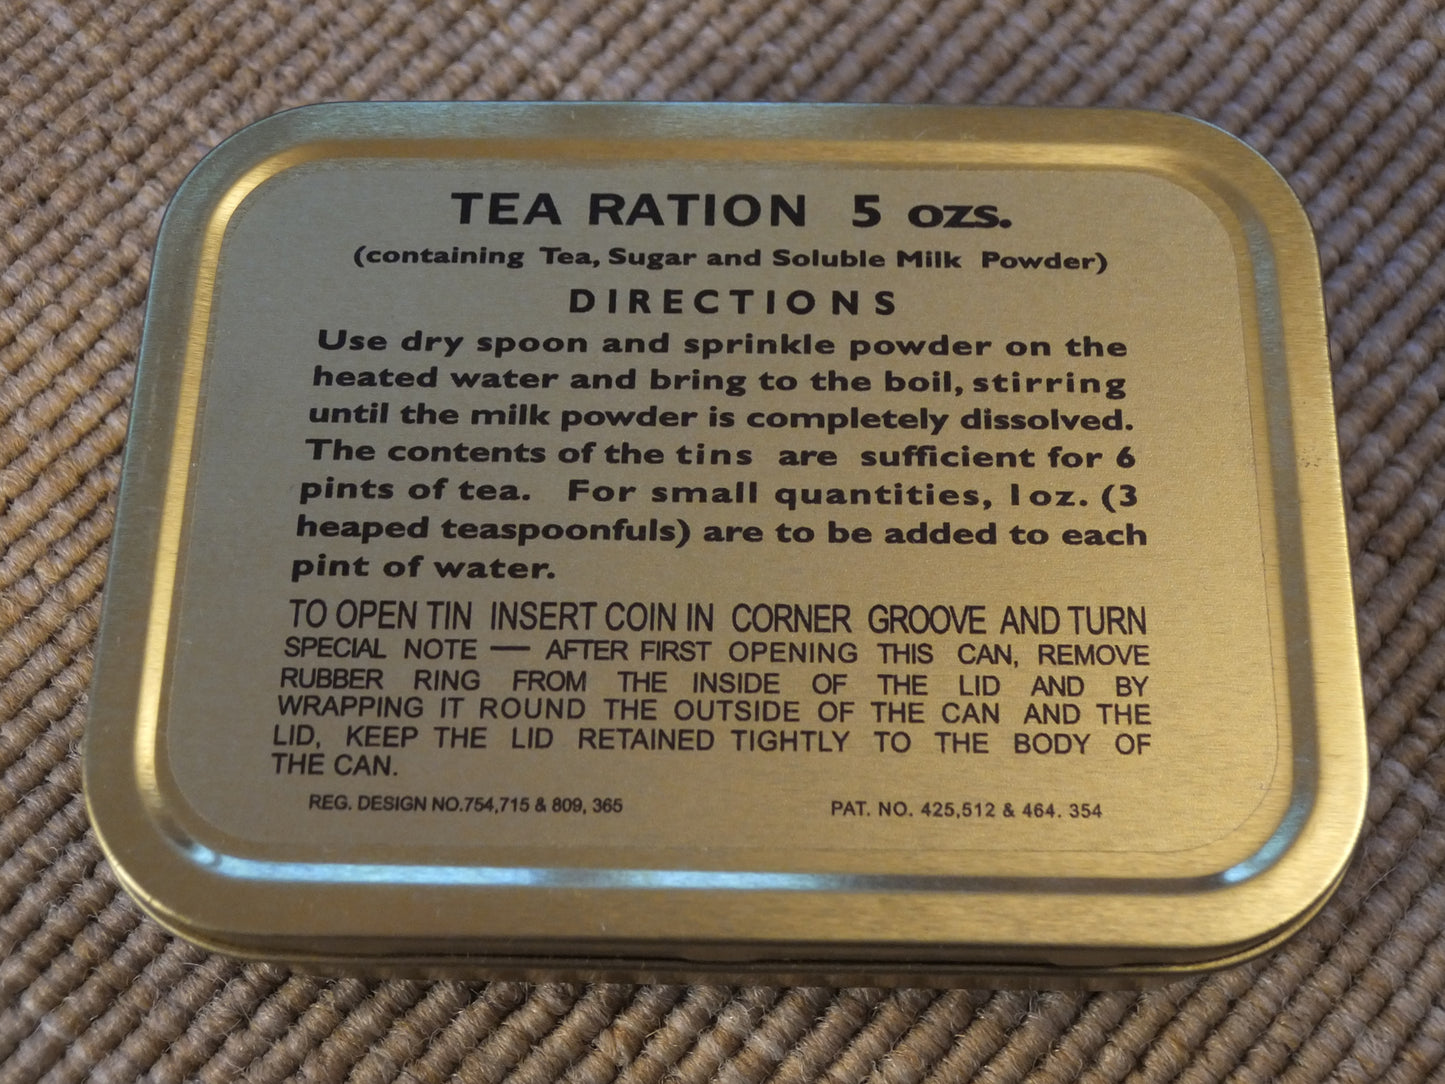 TEA RATION 5 ozs.
(containing Tea, Sugar and Soluble Milk Powder)
DIRECTIONS
Use dry spoon and sprinkle powder on the
heated water and bring to the boil, stirring
until the milk powder is completely dissolved.
The contents of the tins are sufficient for 6
pints of tea. For small quantities, 1oz. (3
heaped teaspoonfuls) are to be added to each
pint of water.
TO OPEN TIN INSERT COIN IN CORNER GROOVE AND TURN
SPECIAL NOTE — AFTER FIRST OPENING THIS CAN, REMOVE
RUBBER RING FROM THE INSIDE OF THE LID AND BY
WRAPPING IT ROUND THE OUTSIDE OF THE CAN AND THE
LID, KEEP THE LID RETAINED TIGHTLY TO THE BODY OF
THE CAN.
REG. DESIGN NO.754,715 & 809, 365 PAT. NO. 425,512 & 464. 354